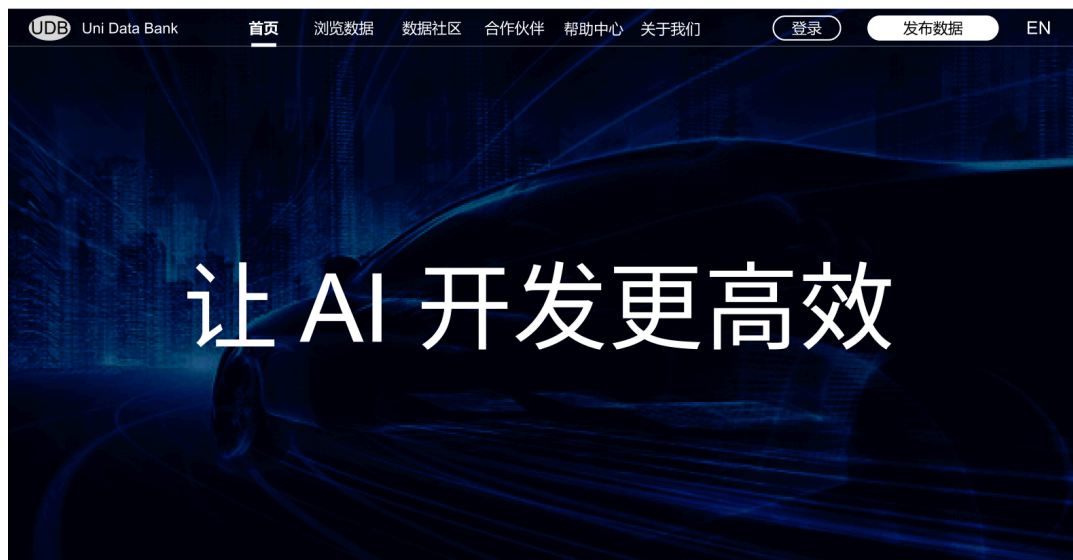 UDB Uni Data Bank 首页 浏览数据 数据社区 合作伙伴 帮助中心 关于我们 登录 发布数据 EN
让 AI 开发更高效